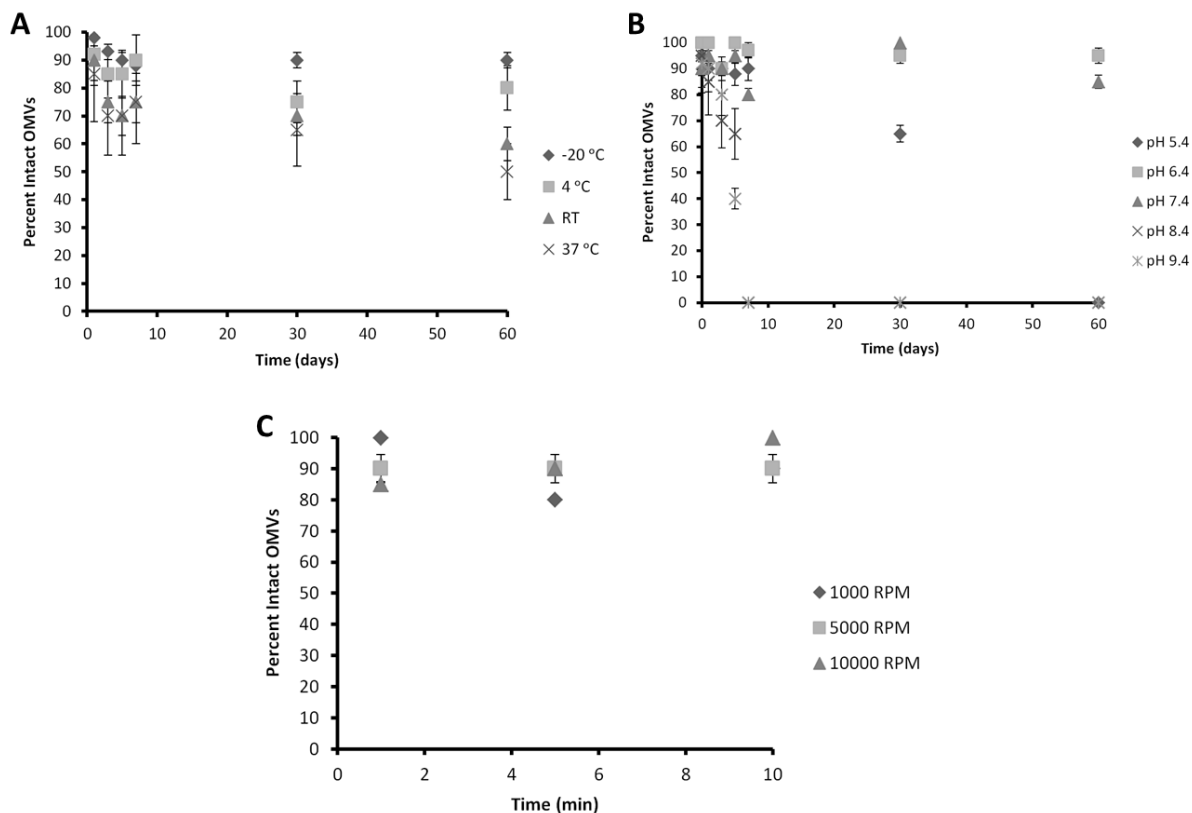 A
Percent Intact OMVs
100
90
80
70
60
50
40
30
20
10
0
0 10 20 30 40 50 60
Time (days)
-20 °C
4 °C
RT
37 °C
B
Percent Intact OMVs
100
90
80
70
60
50
40
30
20
10
0
0 10 20 30 40 50 60
Time (days)
pH 5.4
pH 6.4
pH 7.4
pH 8.4
pH 9.4
C
Percent Intact OMVs
100
90
80
70
60
50
40
30
20
10
0
0 2 4 6 8 10
Time (min)
1000 RPM
5000 RPM
10000 RPM